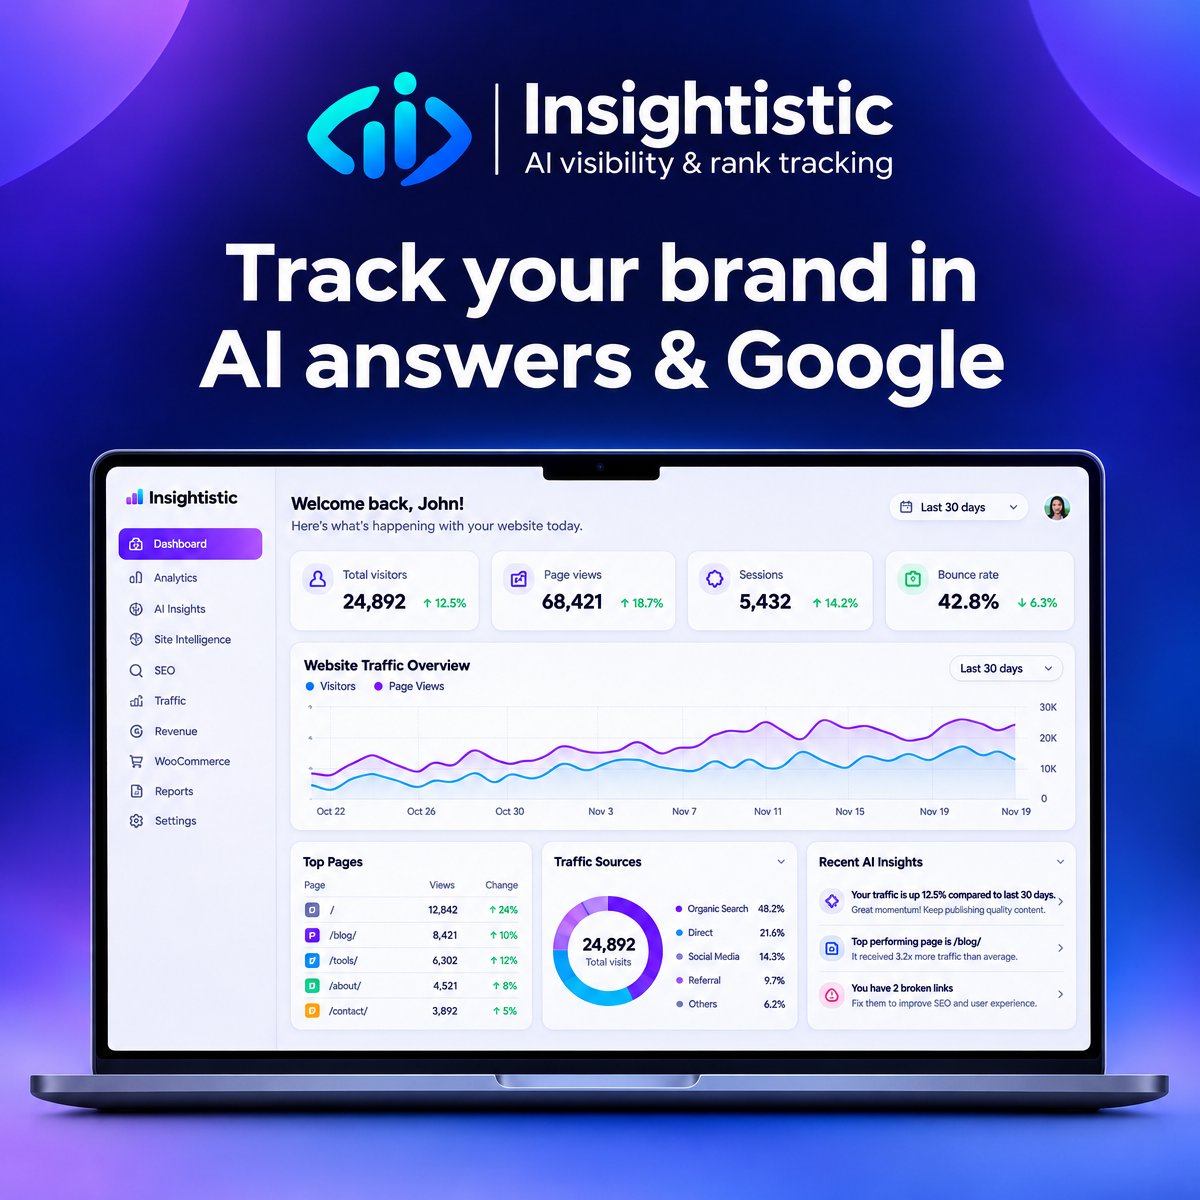 Insightistic
AI visibility & rank tracking
Track your brand in
AI answers & Google
Insightistic
Dashboard
Analytics
AI Insights
Site Intelligence
SEO
Traffic
Revenue
WooCommerce
Reports
Settings
Welcome back, John!
Here's what's happening with your website today.
Last 30 days
Total visitors
24,892 ↑ 12.5%
Page views
68,421 ↑ 18.7%
Sessions
5,432 ↑ 14.2%
Bounce rate
42.8% ↓ 6.3%
Website Traffic Overview
Visitors Page Views
Last 30 days
30K
20K
10K
0
Oct 22 Oct 26 Oct 30 Nov 3 Nov 7 Nov 11 Nov 15 Nov 19 Nov 19
Top Pages
Page Views Change
/ 12,842 ↑ 24%
P /blog/ 8,421 ↑ 10%
/tools/ 6,302 ↑ 12%
/about/ 4,521 ↑ 8%
/contact/ 3,892 ↑ 5%
Traffic Sources
24,892
Total visits
Organic Search 48.2%
Direct 21.6%
Social Media 14.3%
Referral 9.7%
Others 6.2%
Recent AI Insights
Your traffic is up 12.5% compared to last 30 days.
Great momentum! Keep publishing quality content.
Top performing page is /blog/
It received 3.2x more traffic than average.
You have 2 broken links
Fix them to improve SEO and user experience.